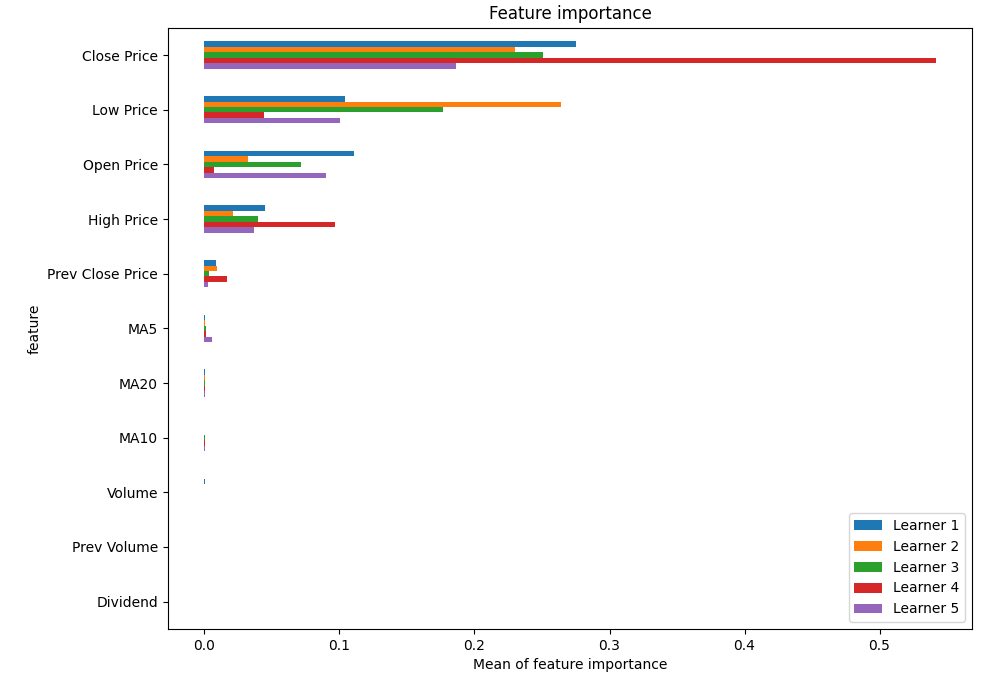 Feature importance
Close Price
Low Price
Open Price
High Price
Prev Close Price
MA5
MA20
MA10
Volume
Prev Volume
Dividend
feature
Learner 1
Learner 2
Learner 3
Learner 4
Learner 5
0.0 0.1 0.2 0.3 0.4 0.5
Mean of feature importance